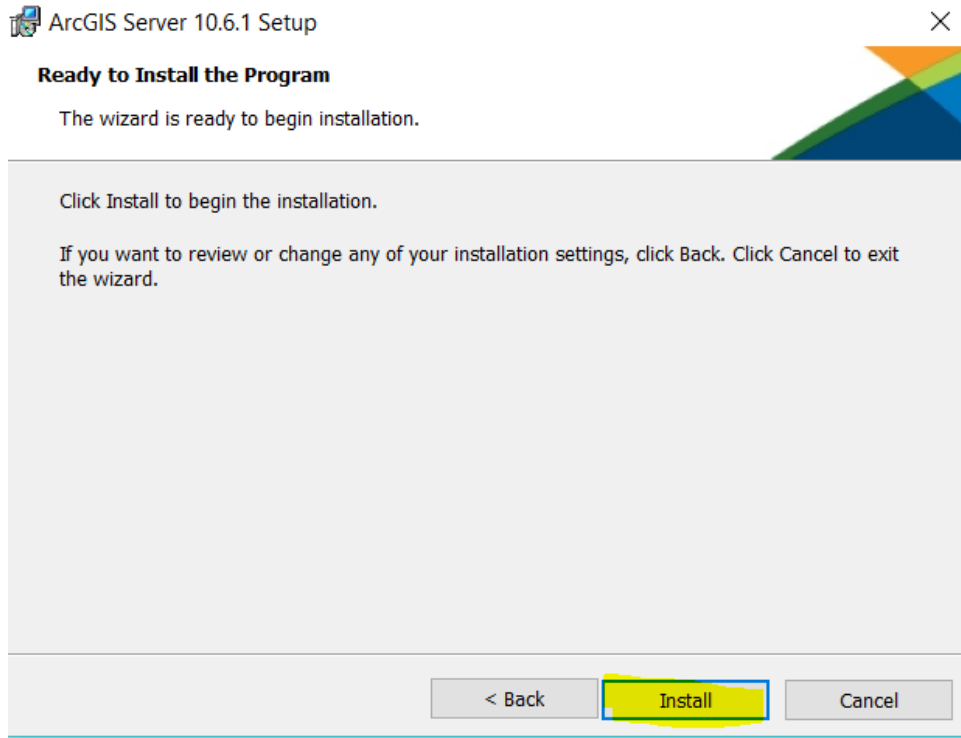 ArcGIS Server 10.6.1 Setup
Ready to Install the Program
The wizard is ready to begin installation.
Click Install to begin the installation.
If you want to review or change any of your installation settings, click Back. Click Cancel to exit
the wizard.
< Back
Install
Cancel